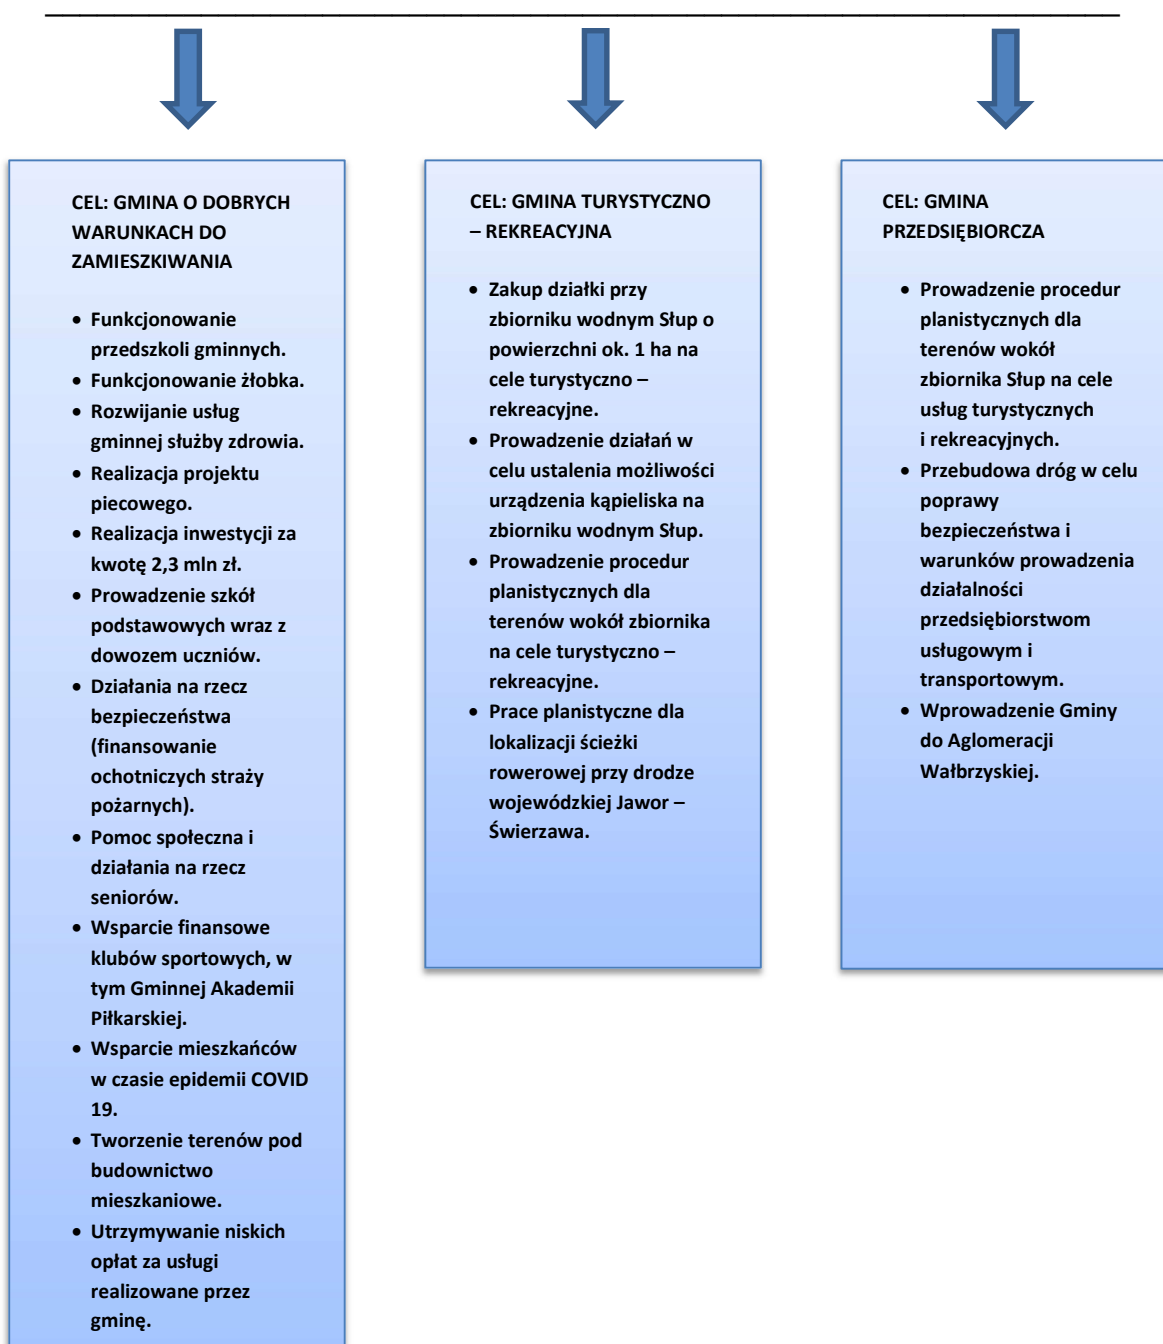 CEL: GMINA O DOBRYCH
WARUNKACH DO
ZAMIESZKIWANIA
• Funkcjonowanie
przedszkoli gminnych.
• Funkcjonowanie żłobka.
• Rozwijanie usług
gminnej służby zdrowia.
• Realizacja projektu
piecowego.
• Realizacja inwestycji za
kwotę 2,3 mln zł.
• Prowadzenie szkół
podstawowych wraz z
dowozem uczniów.
• Działania na rzecz
bezpieczeństwa
(finansowanie
ochotniczych straży
pożarnych).
• Pomoc społeczna i
działania na rzecz
seniorów.
• Wsparcie finansowe
klubów sportowych, w
tym Gminnej Akademii
Piłkarskiej.
• Wsparcie mieszkańców
w czasie epidemii COVID
19.
• Tworzenie terenów pod
budownictwo
mieszkaniowe.
• Utrzymywanie niskich
opłat za usługi
realizowane przez
gminę.
CEL: GMINA TURYSTYCZNO
– REKREACYJNA
• Zakup działki przy
zbiorniku wodnym Słup o
powierzchni ok. 1 ha na
cele turystyczno –
rekreacyjne.
• Prowadzenie działań w
celu ustalenia możliwości
urządzenia kąpieliska na
zbiorniku wodnym Słup.
• Prowadzenie procedur
planistycznych dla
terenów wokół zbiornika
na cele turystyczno –
rekreacyjne.
• Prace planistyczne dla
lokalizacji ścieżki
rowerowej przy drodze
wojewódzkiej Jawor –
Świerzawa.
CEL: GMINA
PRZEDSIĘBIORCZA
• Prowadzenie procedur
planistycznych dla
terenów wokół
zbiornika Słup na cele
usług turystycznych
i rekreacyjnych.
• Przebudowa dróg w celu
poprawy
bezpieczeństwa i
warunków prowadzenia
działalności
przedsiębiorstwom
usługowym i
transportowym.
• Wprowadzenie Gminy
do Aglomeracji
Wałbrzyskiej.